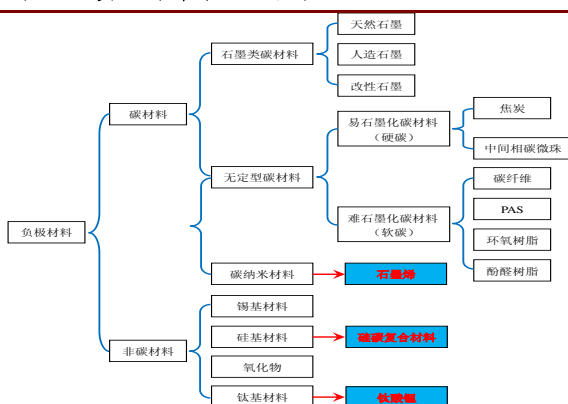 天然石墨
石墨类碳材料
人造石墨
改性石墨
碳材料
焦炭
易石墨化碳材料
（硬碳）
中间相碳微珠
无定型碳材料
碳纤维
PAS
难石墨化碳材料
（软碳）
环氧树脂
酚醛树脂
负极材料
碳纳米材料
石墨烯
锡基材料
硅基材料
硅碳复合材料
非碳材料
氧化物
钛基材料
钛酸锂